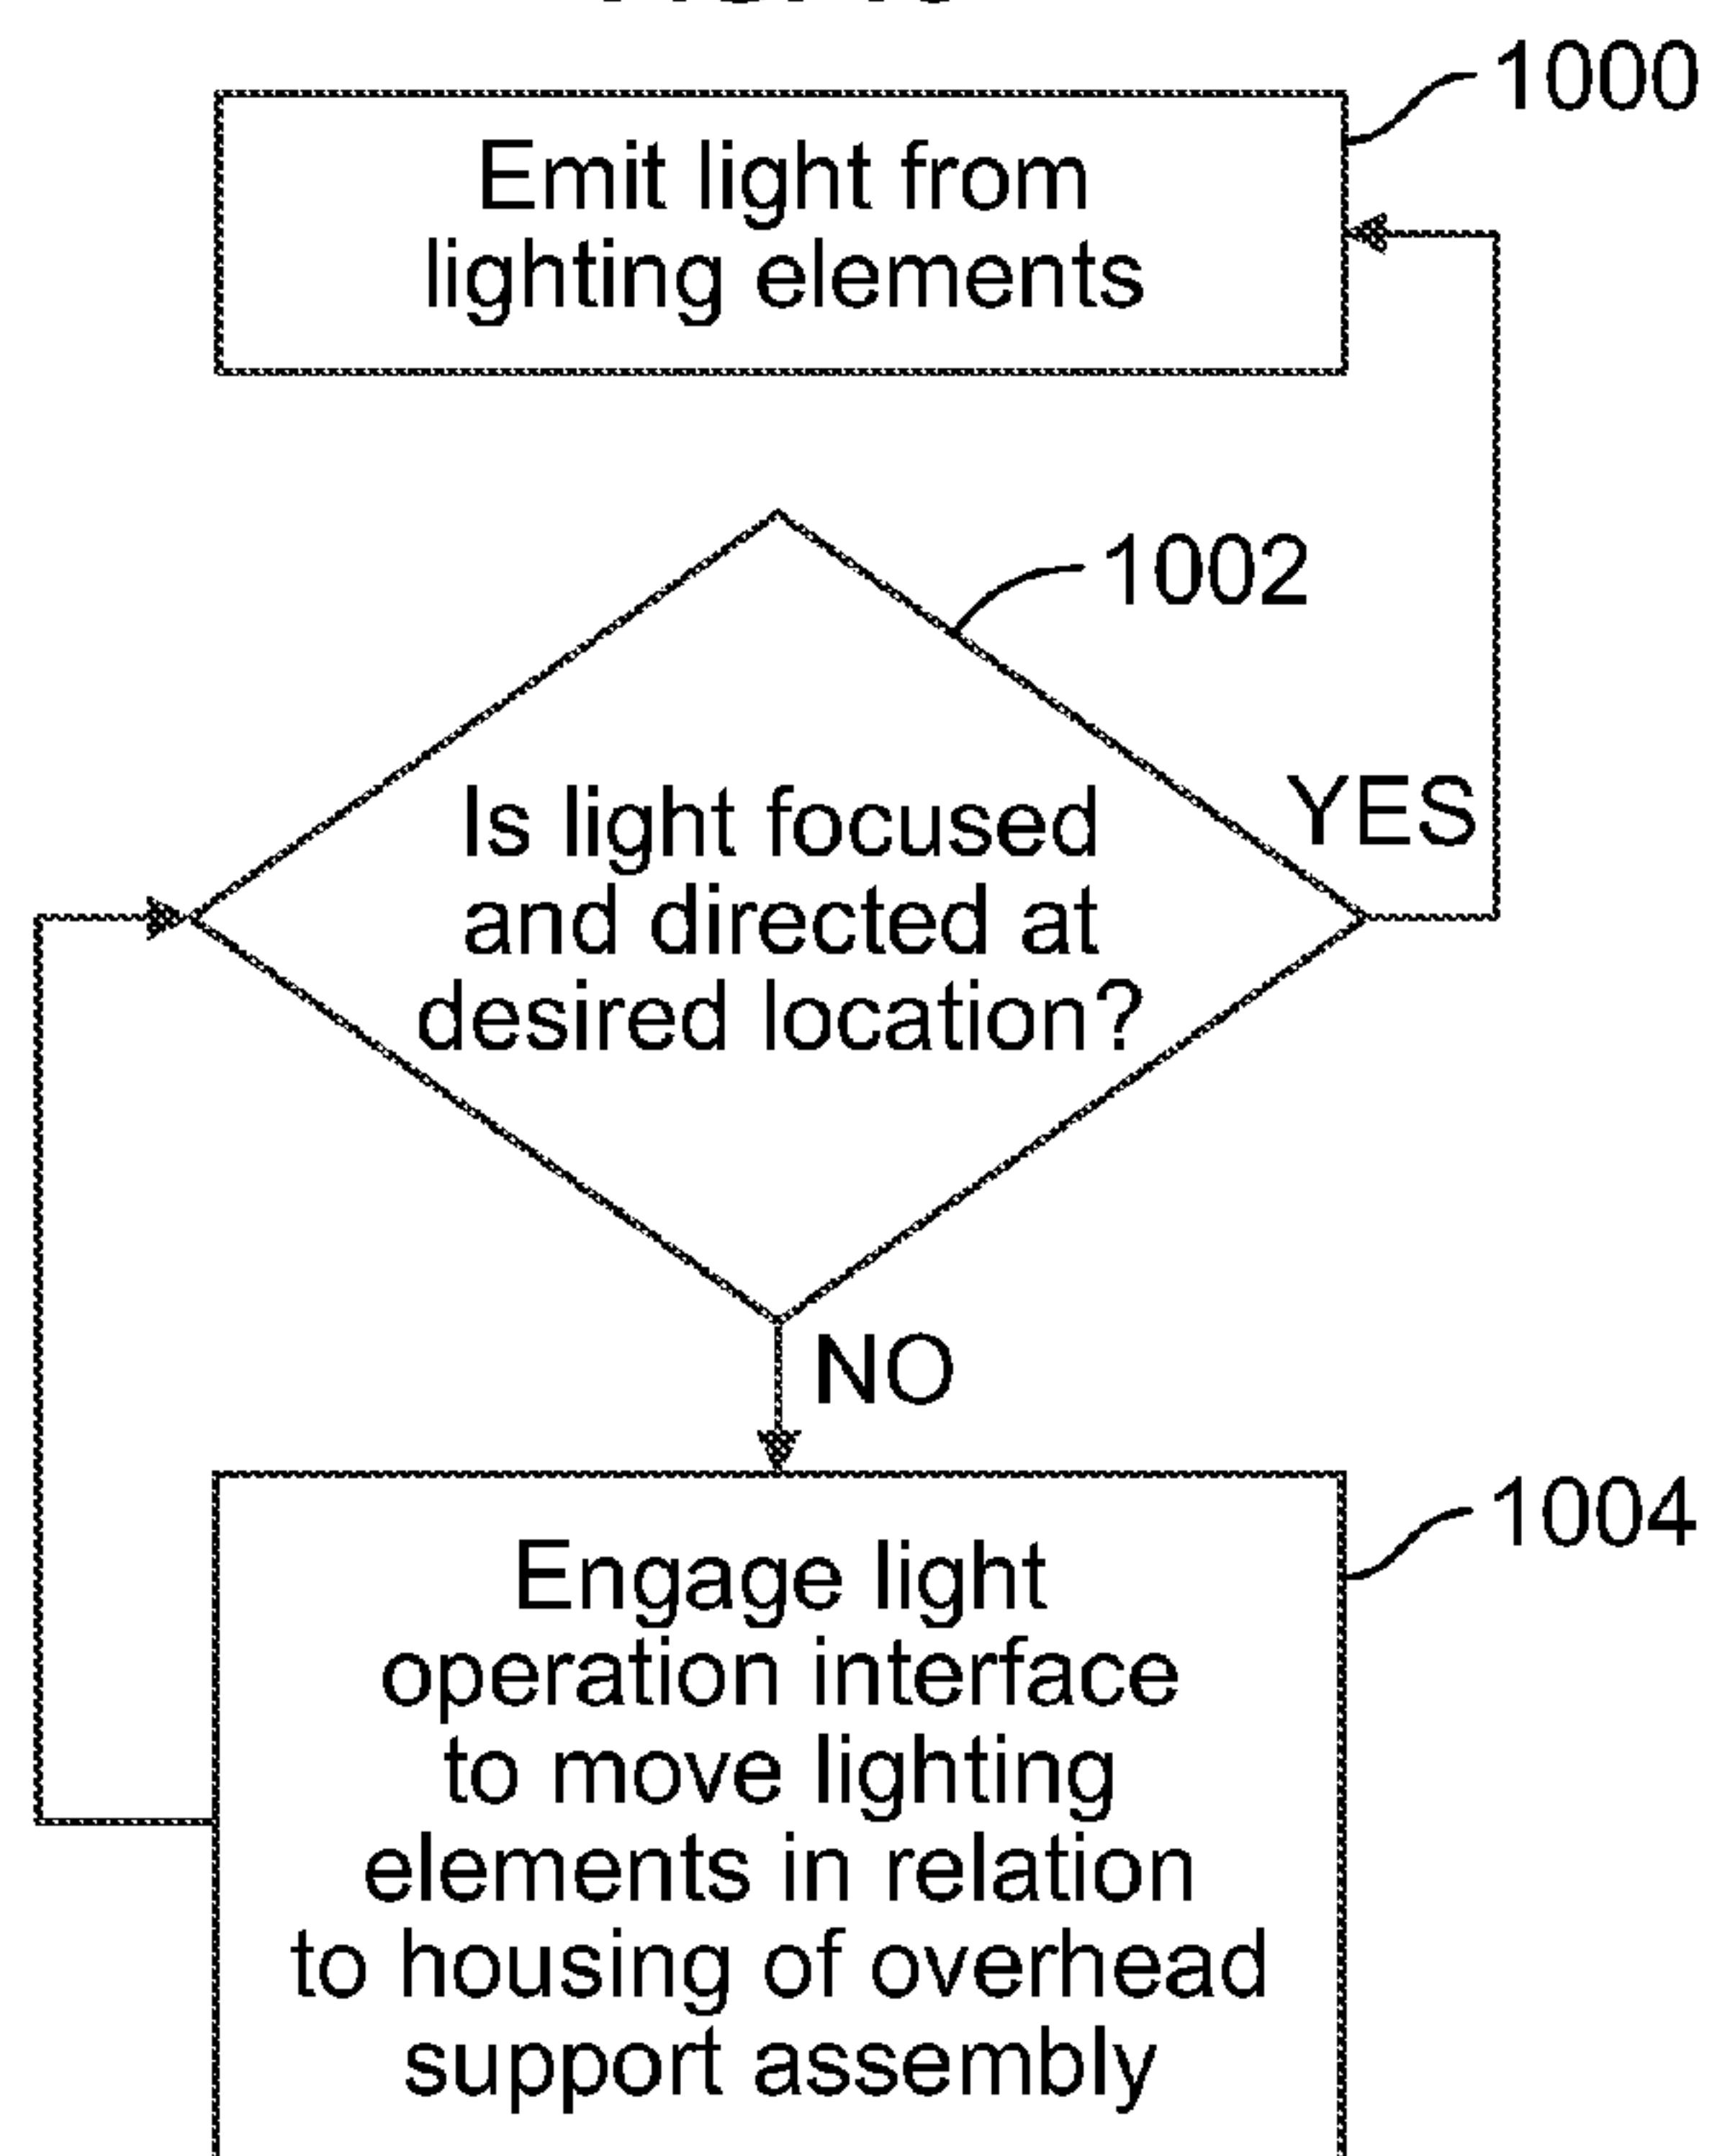 1000
Emit light from
lighting elements
1002
Is light focused
and directed at
desired location?
YES
NO
1004
Engage light
operation interface
to move lighting
elements in relation
to housing of overhead
support assembly